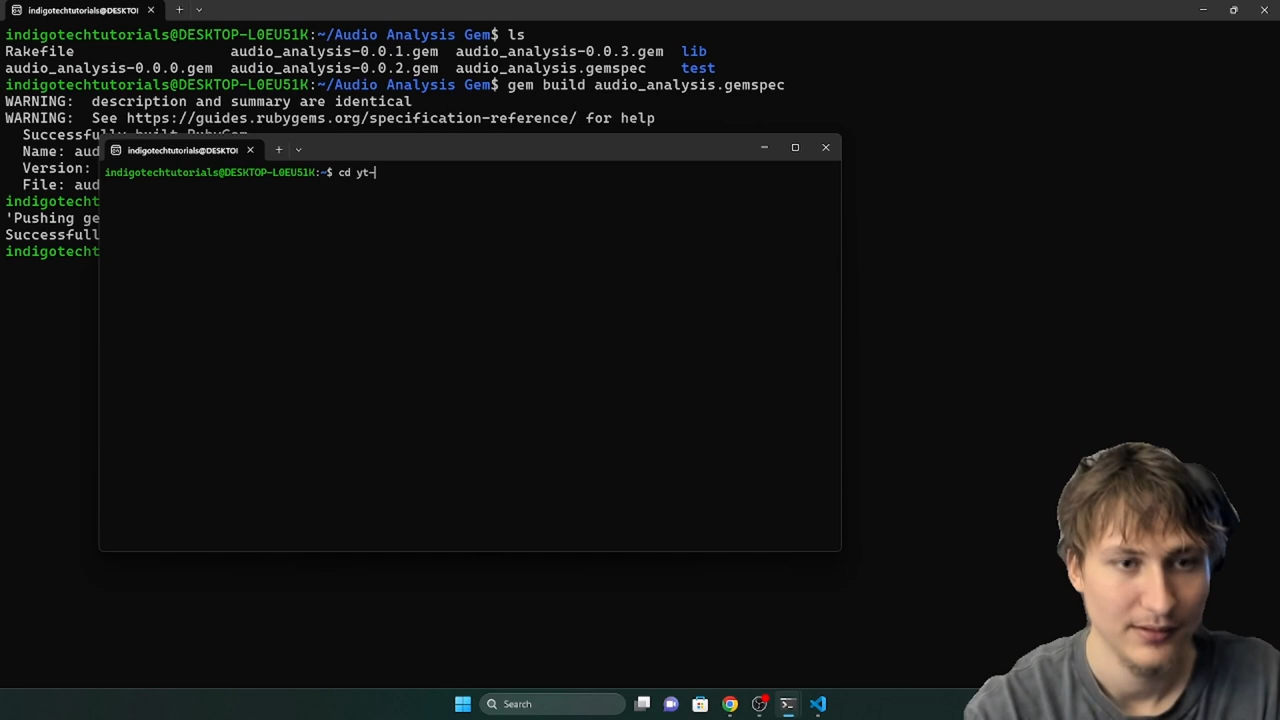 indigotechtutorials@DESKTOP-L0EU51K
indigotechtutorials@DESKTOP-L0EU51K:~/Audio Analysis Gem$ ls
Rakefile audio_analysis-0.0.1.gem audio_analysis-0.0.3.gem lib
audio_analysis-0.0.0.gem audio_analysis-0.0.2.gem audio_analysis.gemspec test
indigotechtutorials@DESKTOP-L0EU51K:~/Audio Analysis Gem$ gem build audio_analysis.gemspec
WARNING: description and summary are identical
WARNING: See https://guides.rubygems.org/specification-reference/ for help
Successfully built RubyGem
Name: aud
Version:
File: aud
indigotecht
'Pushing ge
Successfull
indigotecht
indigotechtutorials@DESKTOP-L0EU51K
indigotechtutorials@DESKTOP-L0EU51K:~$ cd yt-
Search